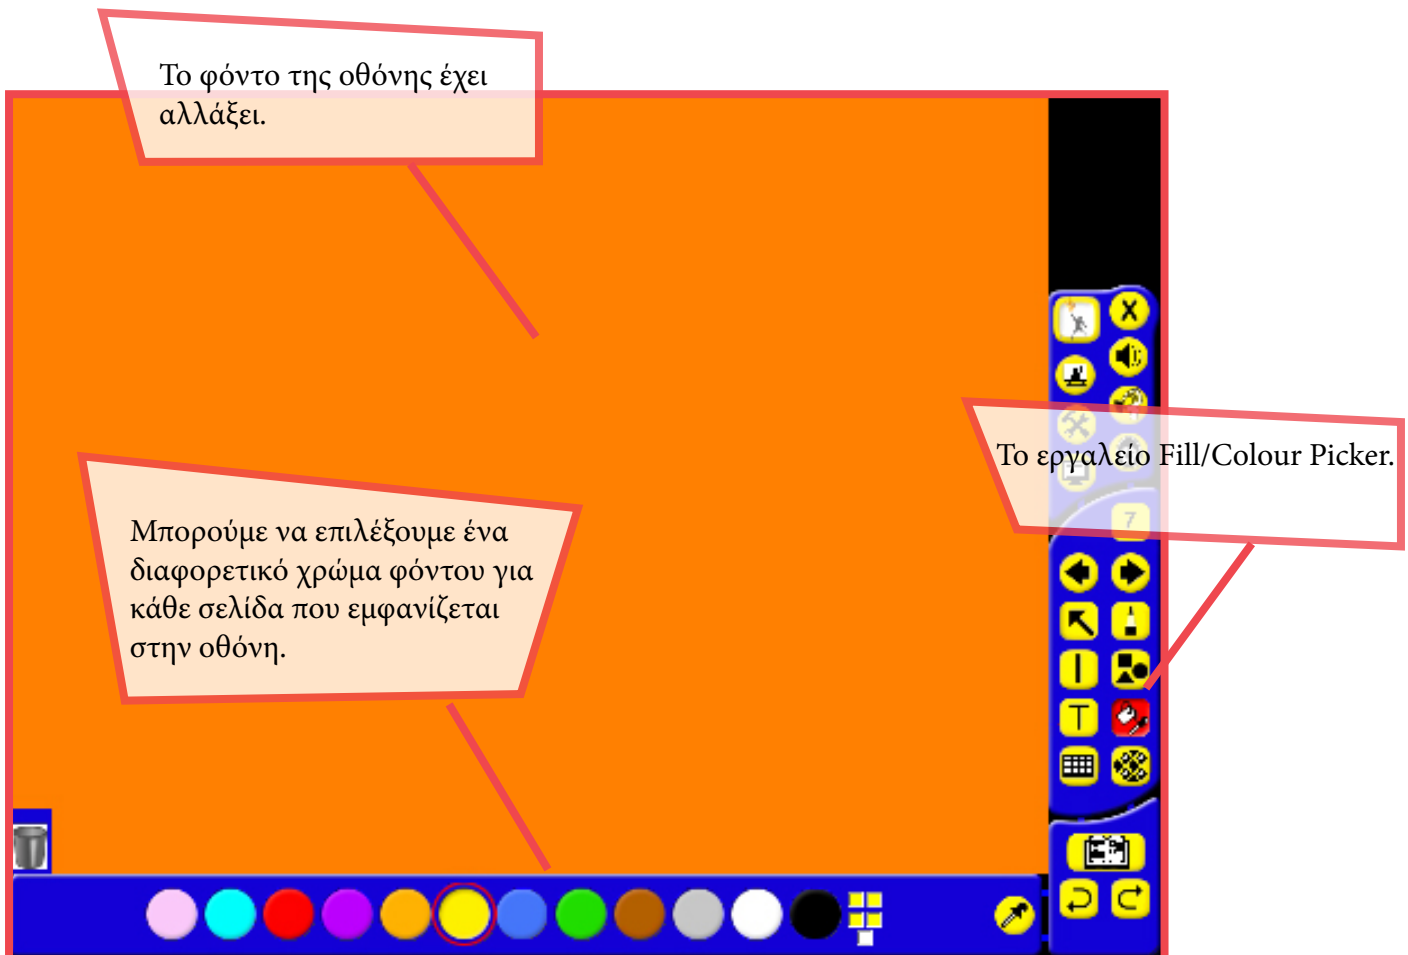 Το φόντο της οθόνης έχει
αλλάξει.
Το εργαλείο Fill/Colour Picker.
7
Μπορούμε να επιλέξουμε ένα
διαφορετικό χρώμα φόντου για
κάθε σελίδα που εμφανίζεται
στην οθόνη.
T